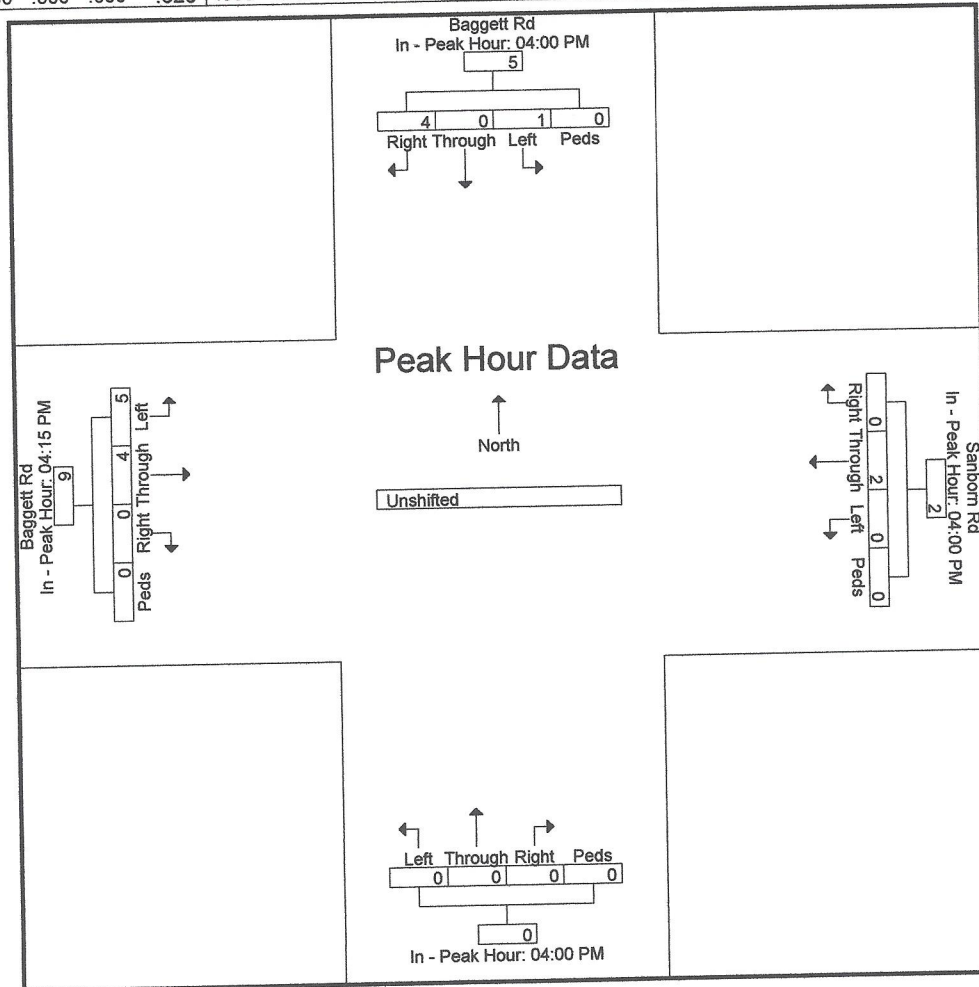 Baggett Rd
In - Peak Hour: 04:00 PM
5
4 0 1 0
Right Through Left Peds
Peak Hour Data
North
Unshifted
Baggett Rd
In - Peak Hour: 04:15 PM
9
5 4 0 0
Left Through Right Peds
Sanborn Rd
In - Peak Hour: 04:00 PM
2
0 2 0 0
Right Through Left Peds
Left Through Right Peds
0 0 0 0
0
In - Peak Hour: 04:00 PM